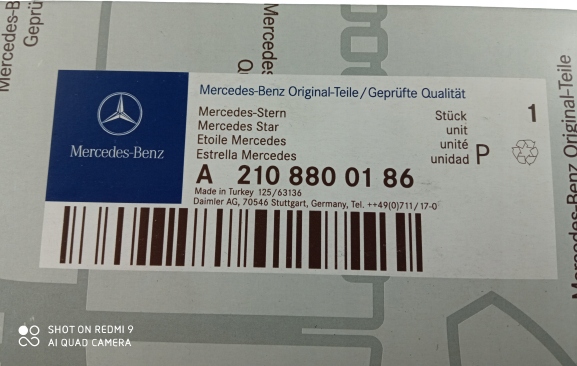 Mercedes-B
Geprüf
Mercedes
Qu
Mercedes-Benz Original-Teile/Geprüfte Qualität
Mercedes-Benz
Mercedes-Stern
Mercedes Star
Etoile Mercedes
Estrella Mercedes
Stück
unit
unité
unidad
P
1
A 210 880 01 86
Made in Turkey 125/63136
Daimler AG, 70546 Stuttgart, Germany, Tel. ++49(0)711/17-0
Mercedes-Benz Original-Teile
SHOT ON REDMI 9
AI QUAD CAMERA